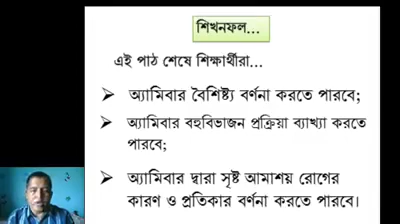 শিখনফল...
এই পাঠ শেষে শিক্ষার্থীরা...
➢ অ্যামিবার বৈশিষ্ট্য বর্ণনা করতে পারবে;
➢ অ্যামিবার বহুবিভাজন প্রক্রিয়া ব্যাখ্যা করতে
পারবে;
➢ অ্যামিবার দ্বারা সৃষ্ট আমাশয় রোগের
কারণ ও প্রতিকার বর্ণনা করতে পারবে।